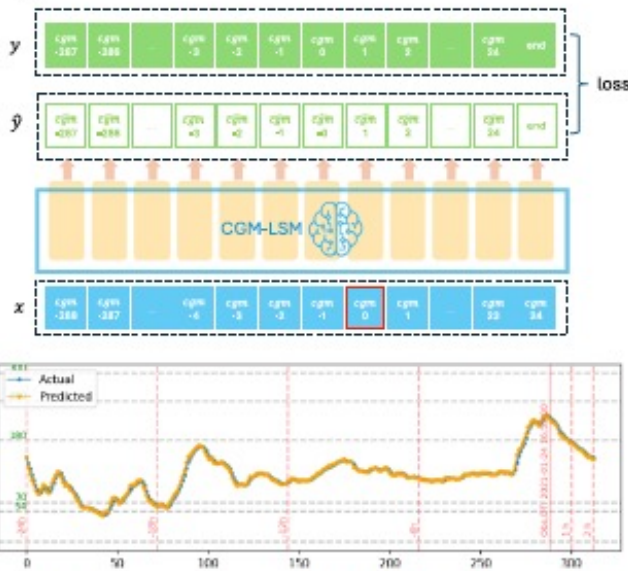 y cgm -287 cgm -286 ... cgm -3 cgm -2 cgm -1 cgm 0 cgm 1 cgm 2 ... cgm 24 end
loss
ŷ cgm -287 cgm -286 ... cgm -3 cgm -2 cgm -1 cgm 0 cgm 1 cgm 2 ... cgm 24 end
CGM-LSM
x cgm -288 cgm -287 ... cgm -4 cgm -3 cgm -2 cgm -1 cgm 0 cgm 1 ... cgm 23 cgm 24
Actual
Predicted
0 50 100 150 200 250 300